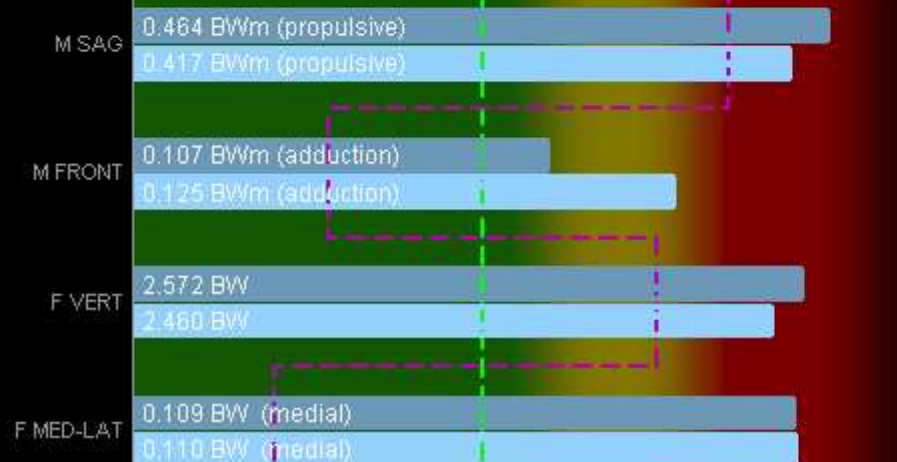 M SAG
0.464 BWm (propulsive)
0.417 BWm (propulsive)
M FRONT
0.107 BWm (adduction)
0.125 BWm (adduction)
F VERT
2.572 BW
2.460 BW
F MED-LAT
0.109 BW (medial)
0.110 BW (medial)